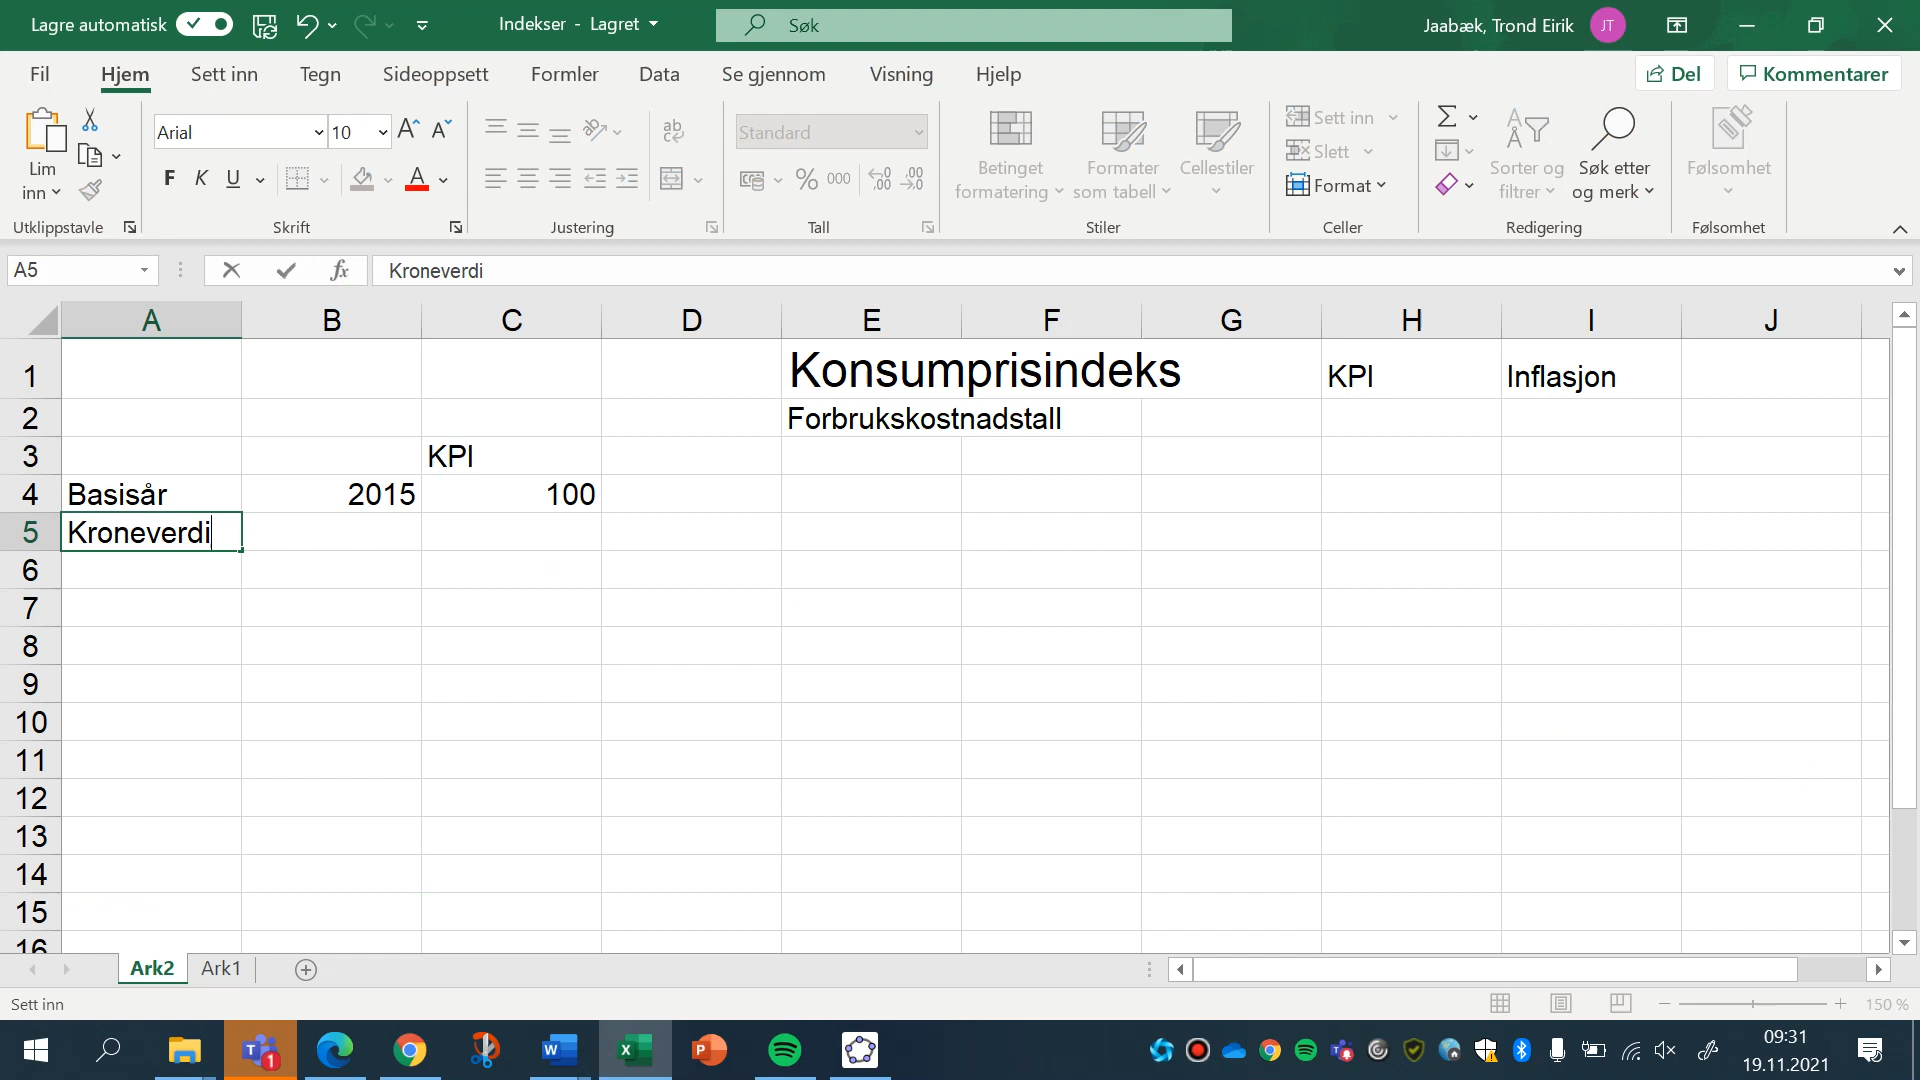 Lagre automatisk
Indekser - Lagret
Søk
Jaabæk, Trond Eirik
JT
Fil Hjem Sett inn Tegn Sideoppsett Formler Data Se gjennom Visning Hjelp
Del
Kommentarer
Lim inn
Utklippstavle
Arial
10
F K U
Skrift
ab
Justering
Standard
% 000
Tall
Betinget formatering
Formater som tabell
Cellestiler
Stiler
Sett inn
Slett
Format
Celler
Sorter og filtrer
Søk etter og merk
Redigering
Følsomhet
Følsomhet
A5
fx
Kroneverdi
A B C D E F G H I J
1 Konsumprisindeks KPI Inflasjon
2 Forbrukskostnadstall
3 KPI
4 Basisår 2015 100
5 Kroneverdi
6
7
8
9
10
11
12
13
14
15
16
Ark2 Ark1
Sett inn
150 %
09:31
19.11.2021